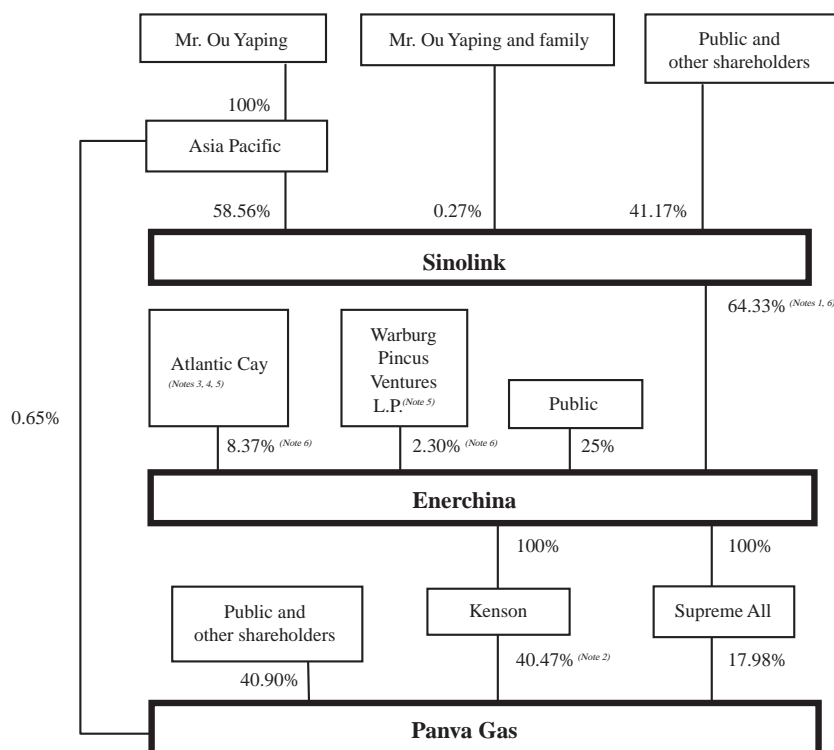 Mr. Ou Yaping
Mr. Ou Yaping and family
Public and
other shareholders
100%
Asia Pacific
58.56%
0.27%
41.17%
Sinolink
64.33% (Notes 1, 6)
Atlantic Cay
(Notes 3, 4, 5)
Warburg
Pincus
Ventures
L.P. (Note 5)
Public
0.65%
8.37% (Note 6)
2.30% (Note 6)
25%
Enerchina
100%
100%
Public and
other shareholders
Kenson
Supreme All
40.90%
40.47% (Note 2)
17.98%
Panva Gas